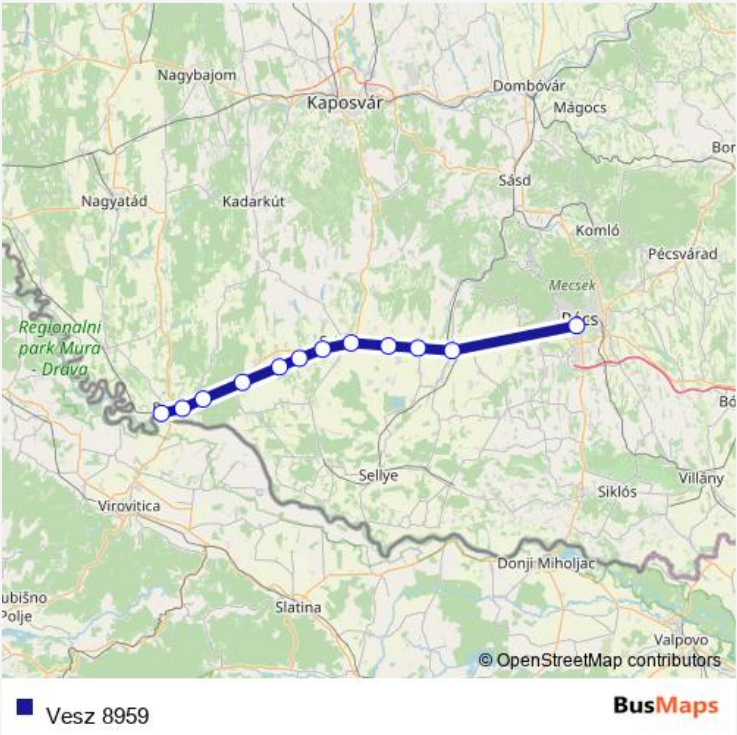 Nagybajom
Dombóvár
Kaposvár
Mágocs
Bor
Sásd
Nagyatád
Kadarkút
Komló
Pécsvárad
Mecsek
Regionalni
park Mura
- Drava
Pécs
Bó
Sellye
Villány
Siklós
Virovitica
Donji Miholjac
ubišno
Polje
Slatina
Valpovo
© OpenStreetMap contributors
Vesz 8959
BusMaps